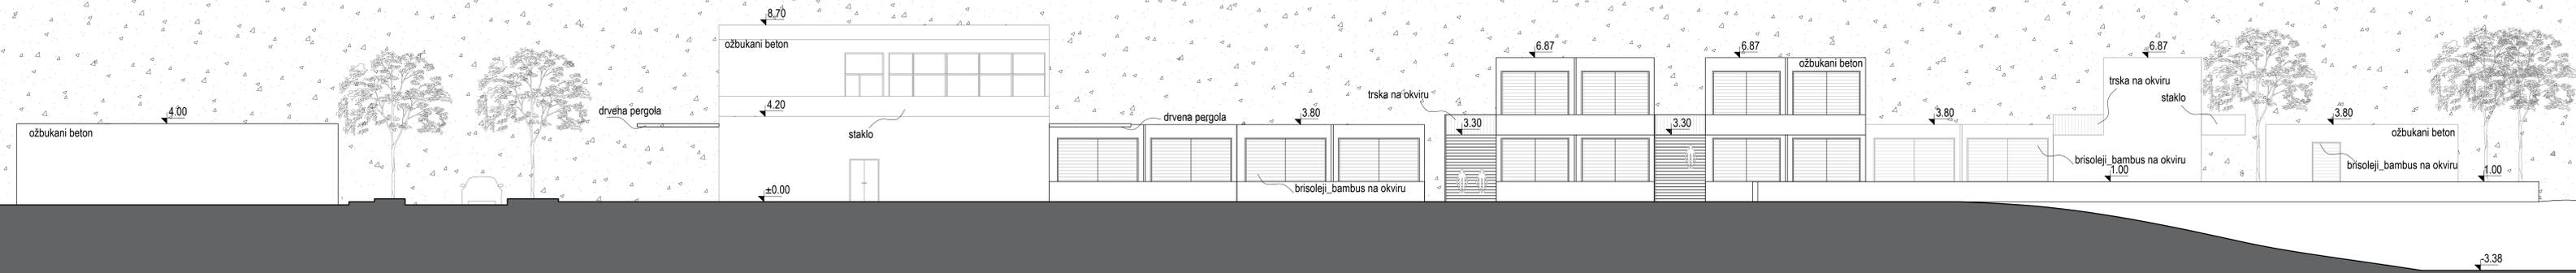 8.70
ožbukani beton
6.87
6.87
6.87
ožbukani beton
trska na okviru
trska na okviru
staklo
4.00
drvena pergola
4.20
drvena pergola
3.80
3.80
3.80
ožbukani beton
staklo
3.30
3.30
ožbukani beton
brisoleji_bambus na okviru
brisoleji_bambus na okviru
1.00
1.00
±0.00
brisoleji_bambus na okviru
-3.38